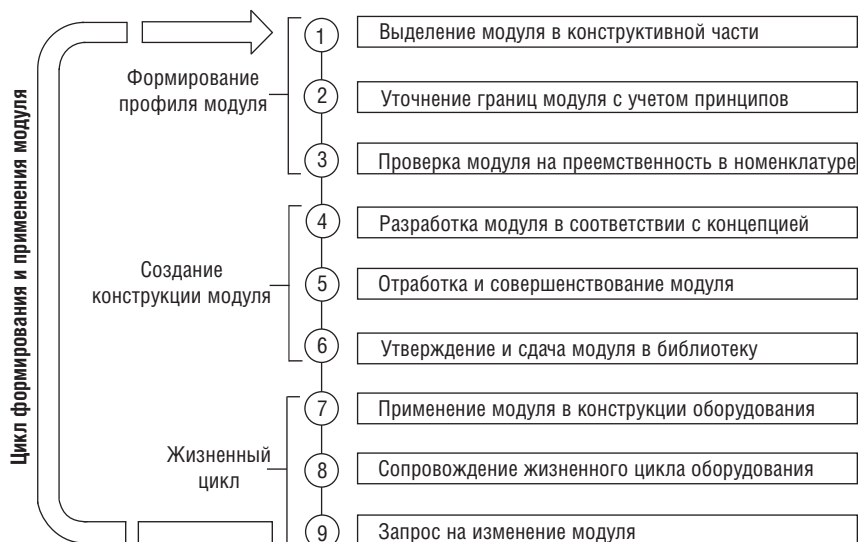 Цикл формирования и применения модуля
Формирование
профиля модуля
1
Выделение модуля в конструктивной части
2
Уточнение границ модуля с учетом принципов
3
Проверка модуля на преемственность в номенклатуре
Создание
конструкции модуля
4
Разработка модуля в соответствии с концепцией
5
Отработка и совершенствование модуля
6
Утверждение и сдача модуля в библиотеку
Жизненный
цикл
7
Применение модуля в конструкции оборудования
8
Сопровождение жизненного цикла оборудования
9
Запрос на изменение модуля